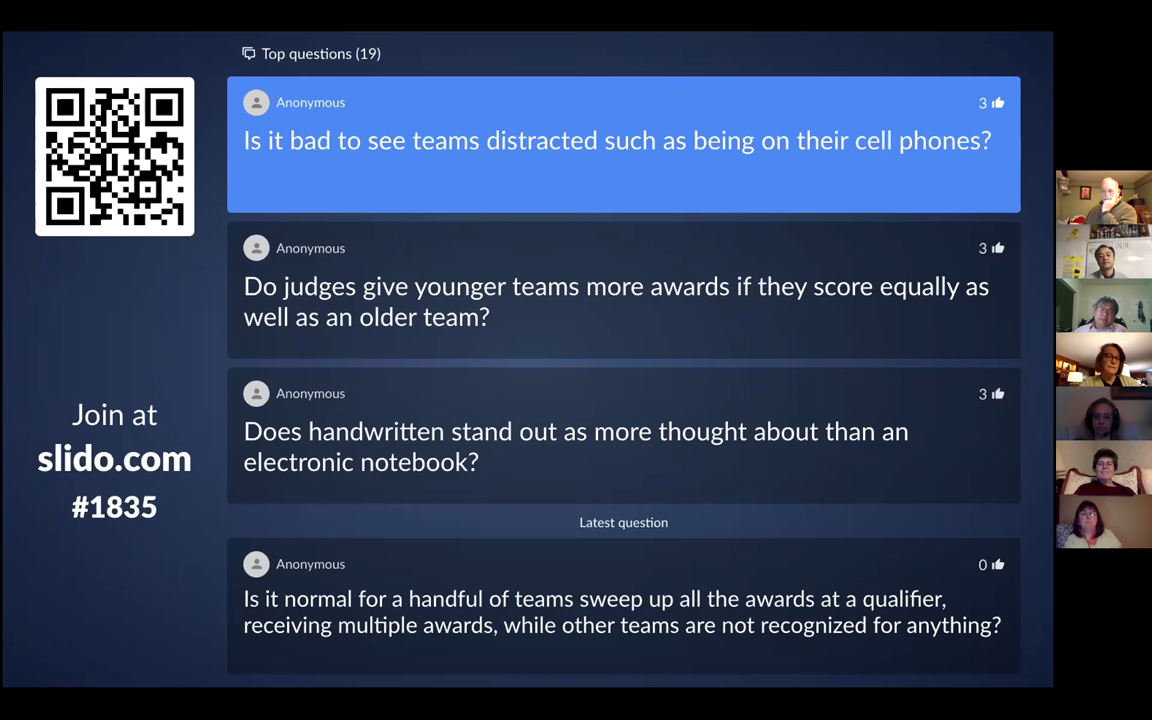 Top questions (19)
Anonymous
3
Is it bad to see teams distracted such as being on their cell phones?
Anonymous
3
Do judges give younger teams more awards if they score equally as
well as an older team?
Anonymous
3
Does handwritten stand out as more thought about than an
electronic notebook?
Latest question
Anonymous
0
Is it normal for a handful of teams sweep up all the awards at a qualifier,
receiving multiple awards, while other teams are not recognized for anything?
Join at
slido.com
#1835